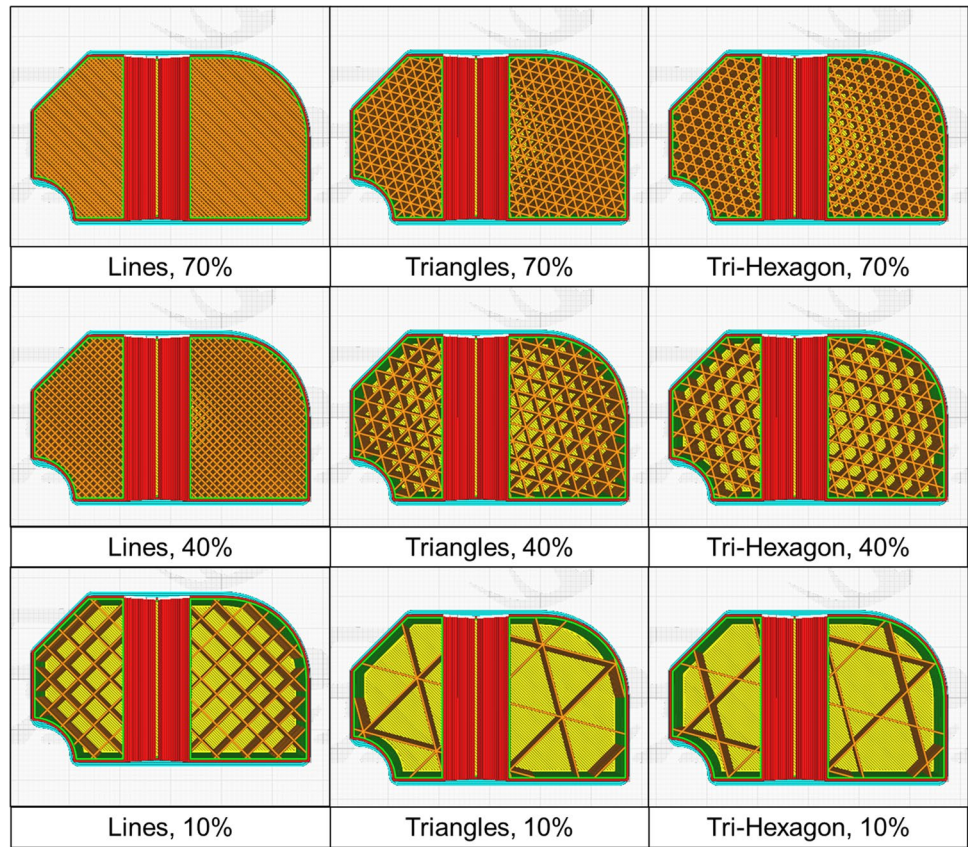 Lines, 70%
Triangles, 70%
Tri-Hexagon, 70%
Lines, 40%
Triangles, 40%
Tri-Hexagon, 40%
Lines, 10%
Triangles, 10%
Tri-Hexagon, 10%